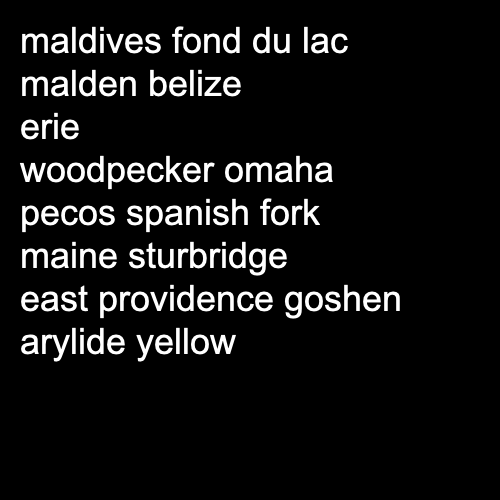 maldives fond du lac
malden belize
erie
woodpecker omaha
pecos spanish fork
maine sturbridge
east providence goshen
arylide yellow